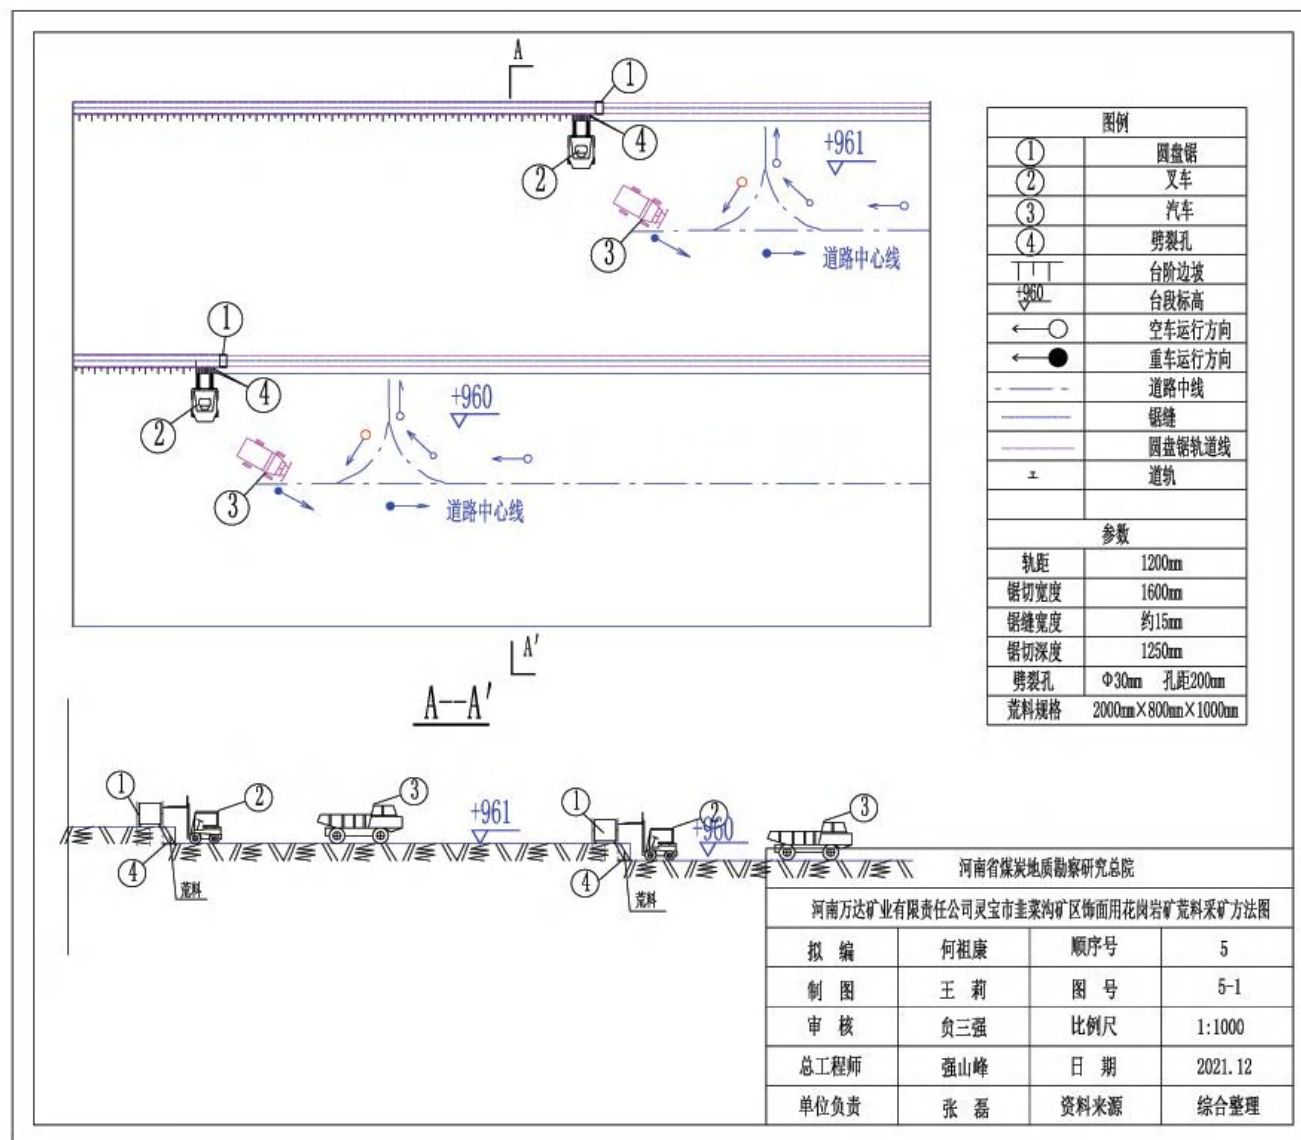 A
①
④
②
+961
③
道路中心线
①
④
②
+960
③
道路中心线
A'
A--A'
①
②
③
+961
①
②
+960
③
④
荒料
④
荒料
图例
① 圆盘锯
② 叉车
③ 汽车
④ 劈裂孔
台阶边坡
+960 台段标高
空车运行方向
重车运行方向
道路中线
锯缝
圆盘锯轨道线
道轨
参数
轨距 1200mm
锯切宽度 1600mm
锯缝宽度 约15mm
锯切深度 1250mm
劈裂孔 Φ30mm 孔距200mm
荒料规格 2000mm×800mm×1000mm
河南省煤炭地质勘察研究总院
河南万达矿业有限责任公司灵宝市韭菜沟矿区饰面用花岗岩矿荒料采矿方法图
拟 编 何祖康 顺序号 5
制 图 王 莉 图 号 5-1
审 核 贠三强 比例尺 1:1000
总工程师 强山峰 日 期 2021.12
单位负责 张 磊 资料来源 综合整理